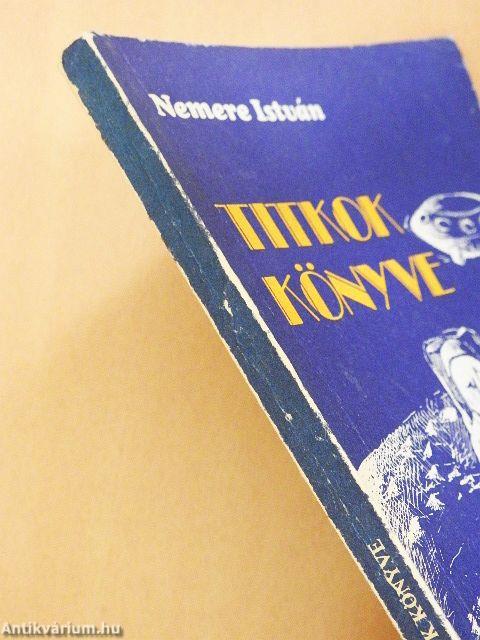 Nemere István
TITKOK
KÖNYVE
K KÖNYVE
Antikvárium.hu